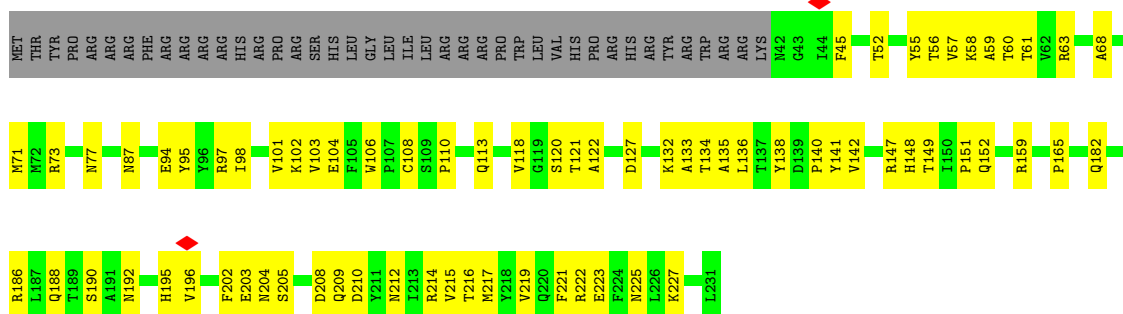 MET THR TYR PRO ARG ARG ARG PHE ARG ARG ARG ARG HIS ARG PRO ARG SER HIS LEU GLY LEU ILE LEU ARG ARG ARG PRO TRP LEU VAL HIS PRO ARG HIS ARG TYR ARG TRP ARG ARG LYS N42 G43 I44 F45 T52 Y55 T56 V57 K58 A59 T60 T61 V62 R63 A68
M71 M72 R73 N77 N87 E94 Y95 Y96 R97 I98 V101 K102 V103 E104 F105 W106 P107 C108 S109 P110 Q113 V118 G119 S120 T121 A122 D127 K132 A133 T134 A135 L136 T137 Y138 D139 P140 Y141 V142 R147 H148 T149 I150 P151 Q152 R159 P165 Q182
R186 L187 Q188 T189 S190 A191 N192 H195 V196 F202 E203 N204 S205 D208 Q209 D210 Y211 N212 I213 R214 V215 T216 M217 Y218 V219 Q220 F221 R222 E223 F224 N225 L226 K227 L231